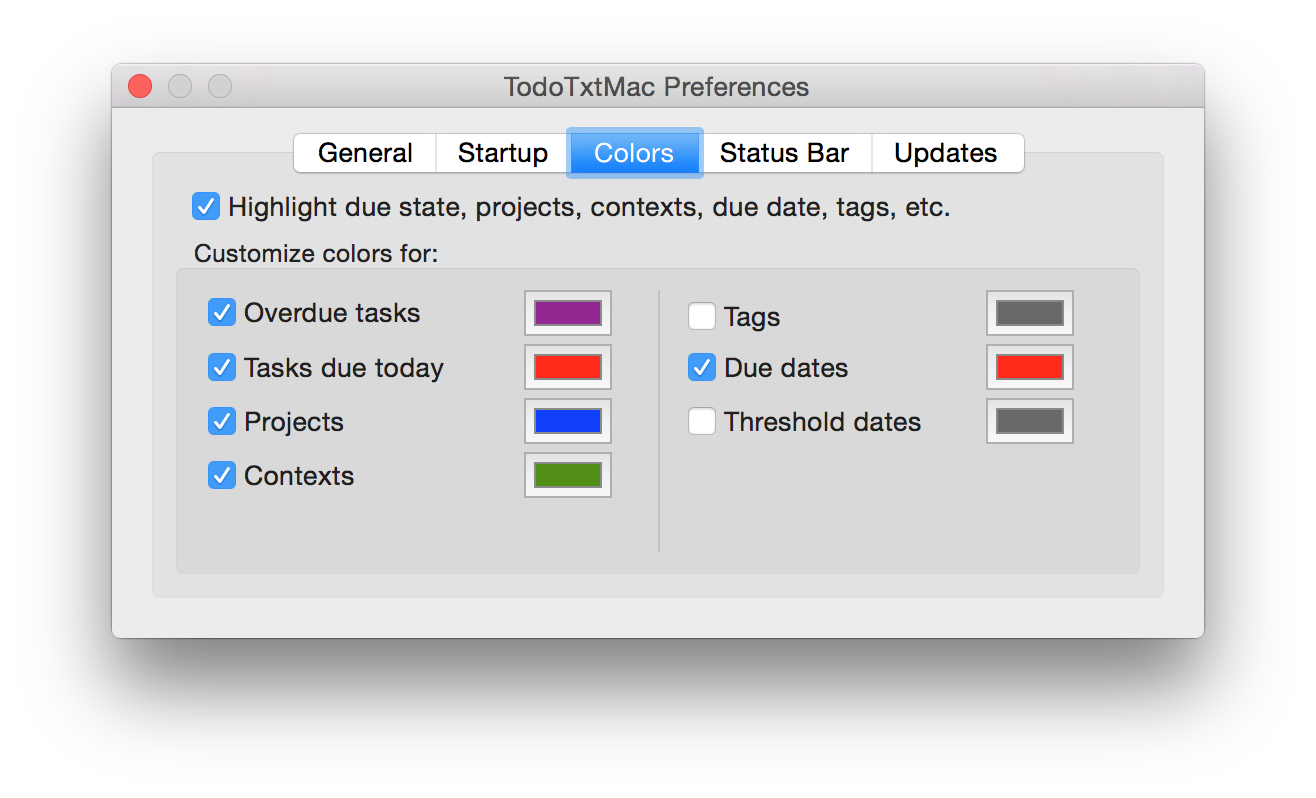 TodoTxtMac Preferences
General Startup Colors Status Bar Updates
Highlight due state, projects, contexts, due date, tags, etc.
Customize colors for:
Overdue tasks
Tasks due today
Projects
Contexts
Tags
Due dates
Threshold dates